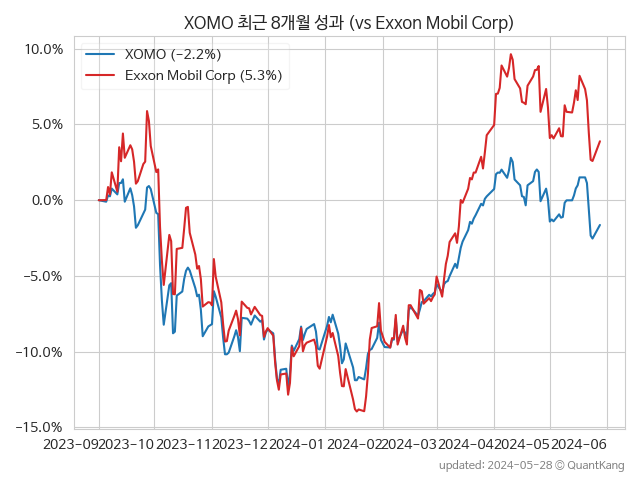 XOMO 최근 8개월 성과 (vs Exxon Mobil Corp)
10.0%
XOMO (−2.2%)
Exxon Mobil Corp (5.3%)
5.0%
0.0%
−5.0%
−10.0%
−15.0%
2023-09 2023-10 2023-11 2023-12 2024-01 2024-02 2024-03 2024-04 2024-05 2024-06
updated: 2024-05-28 © QuantKang